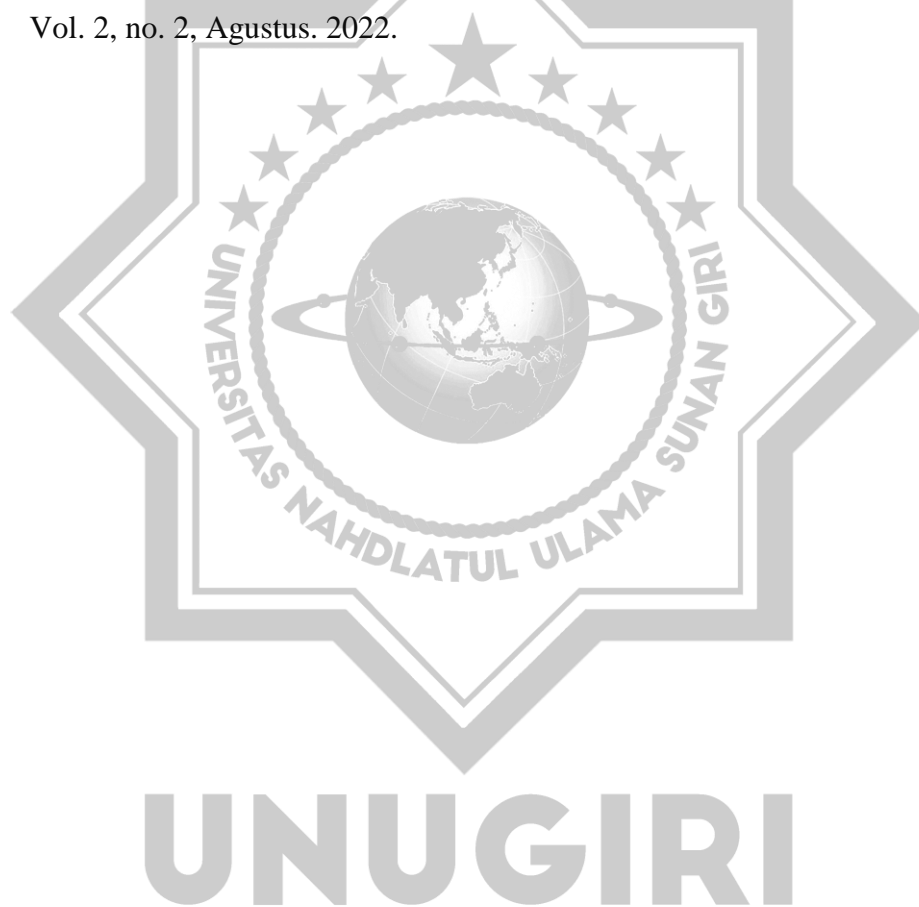 Vol. 2, no. 2, Agustus. 2022.
UNIVERSITAS NAHDLATUL ULAMA SUNAN GIRI
UNUGIRI